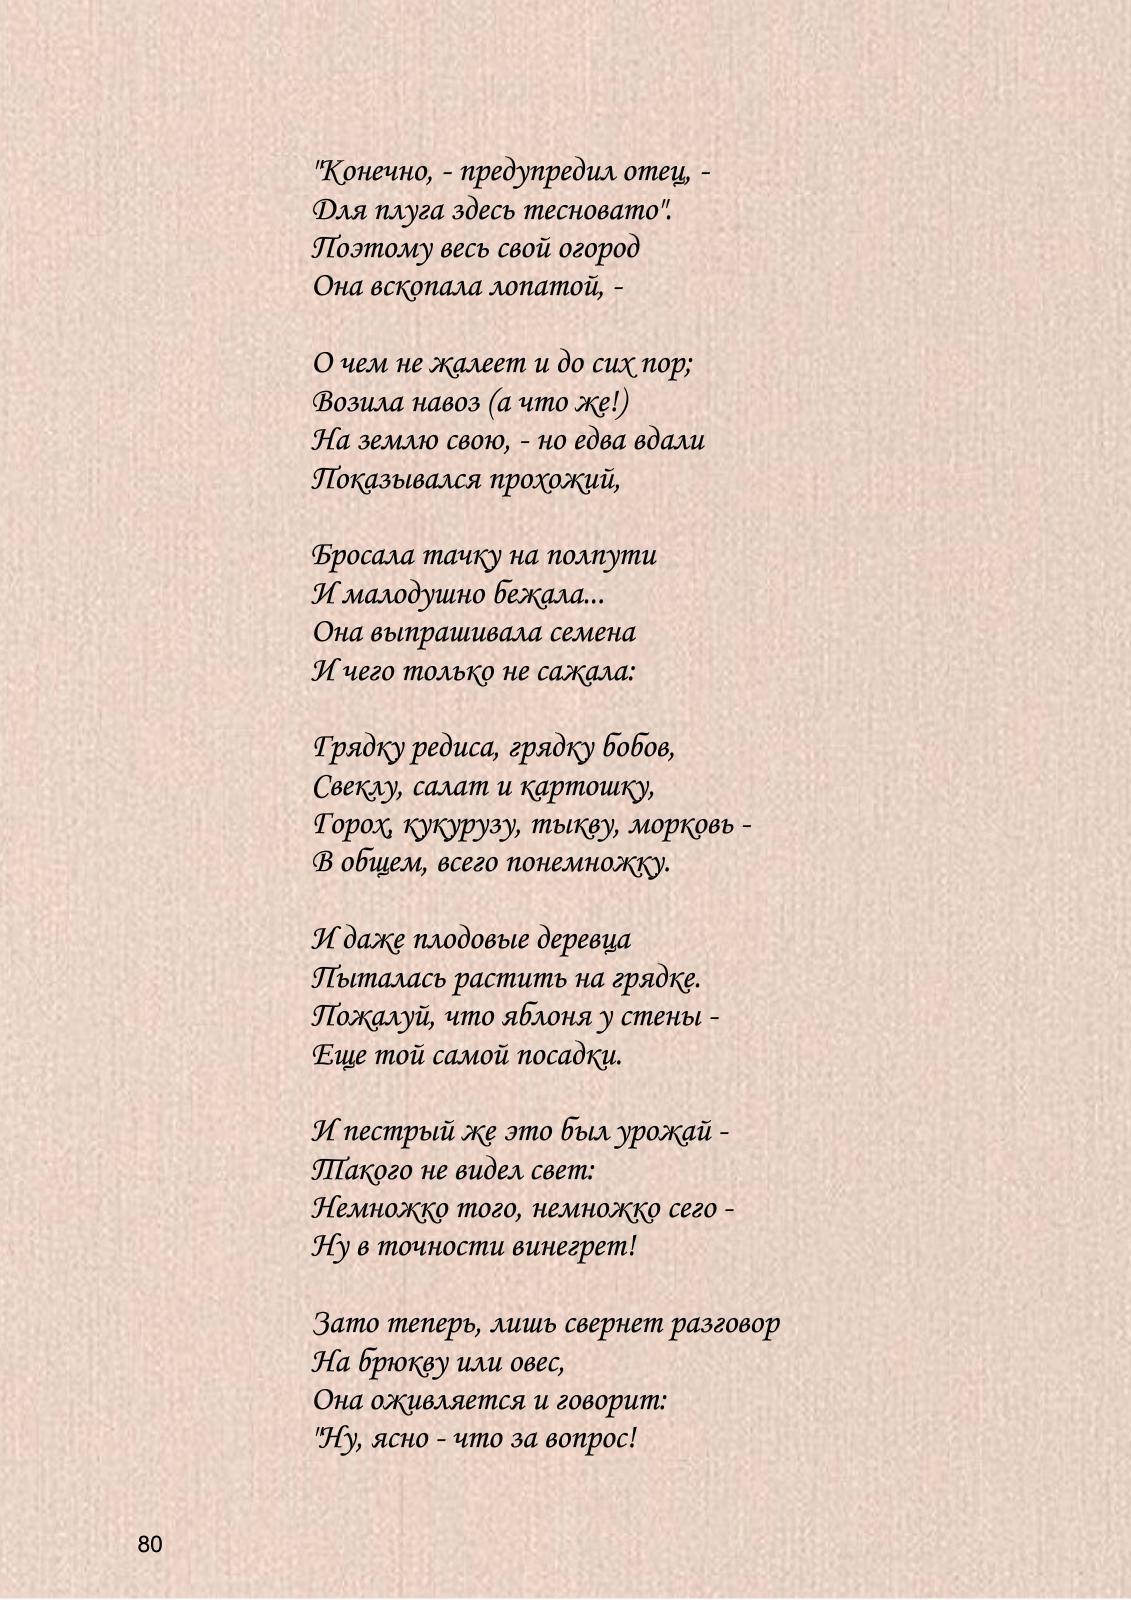 "Конечно, - предупредил отец, -
Для плуга здесь тесновато".
Поэтому весь свой огород
Она вскопала лопатой, -
О чем не жалеет и до сих пор;
Возила навоз (а что же!)
На землю свою, - но едва вдали
Показывался прохожий,
Бросала тачку на полпути
И малодушно бежала...
Она выпрашивала семена
И чего только не сажала:
Грядку редиса, грядку бобов,
Свеклу, салат и картошку,
Горох, кукурузу, тыкву, морковь -
В общем, всего понемножку.
И даже плодовые деревца
Пыталась растить на грядке.
Пожалуй, что яблоня у стены -
Еще той самой посадки.
И пестрый же это был урожай -
Такого не видел свет:
Немножко того, немножко сего -
Ну в точности винегрет!
Зато теперь, лишь свернет разговор
На брюкву или овес,
Она оживляется и говорит:
"Ну, ясно - что за вопрос!
80